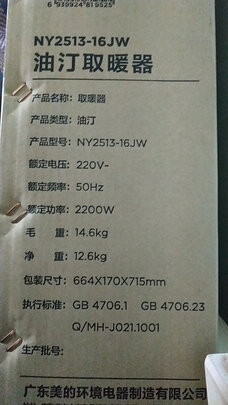 6 939924 819525
NY2513-16JW
油汀取暖器
产品名称：取暖器
产品类型：油汀
产品型号：NY2513-16JW
额定电压：220V~
额定频率：50Hz
额定功率：2200W
毛 重：14.6kg
净 重：12.6kg
包装尺寸：664X170X715mm
执行标准：GB 4706.1 GB 4706.23
Q/MH-J021.1001
生产批号：
广东美的环境电器制造有限公司